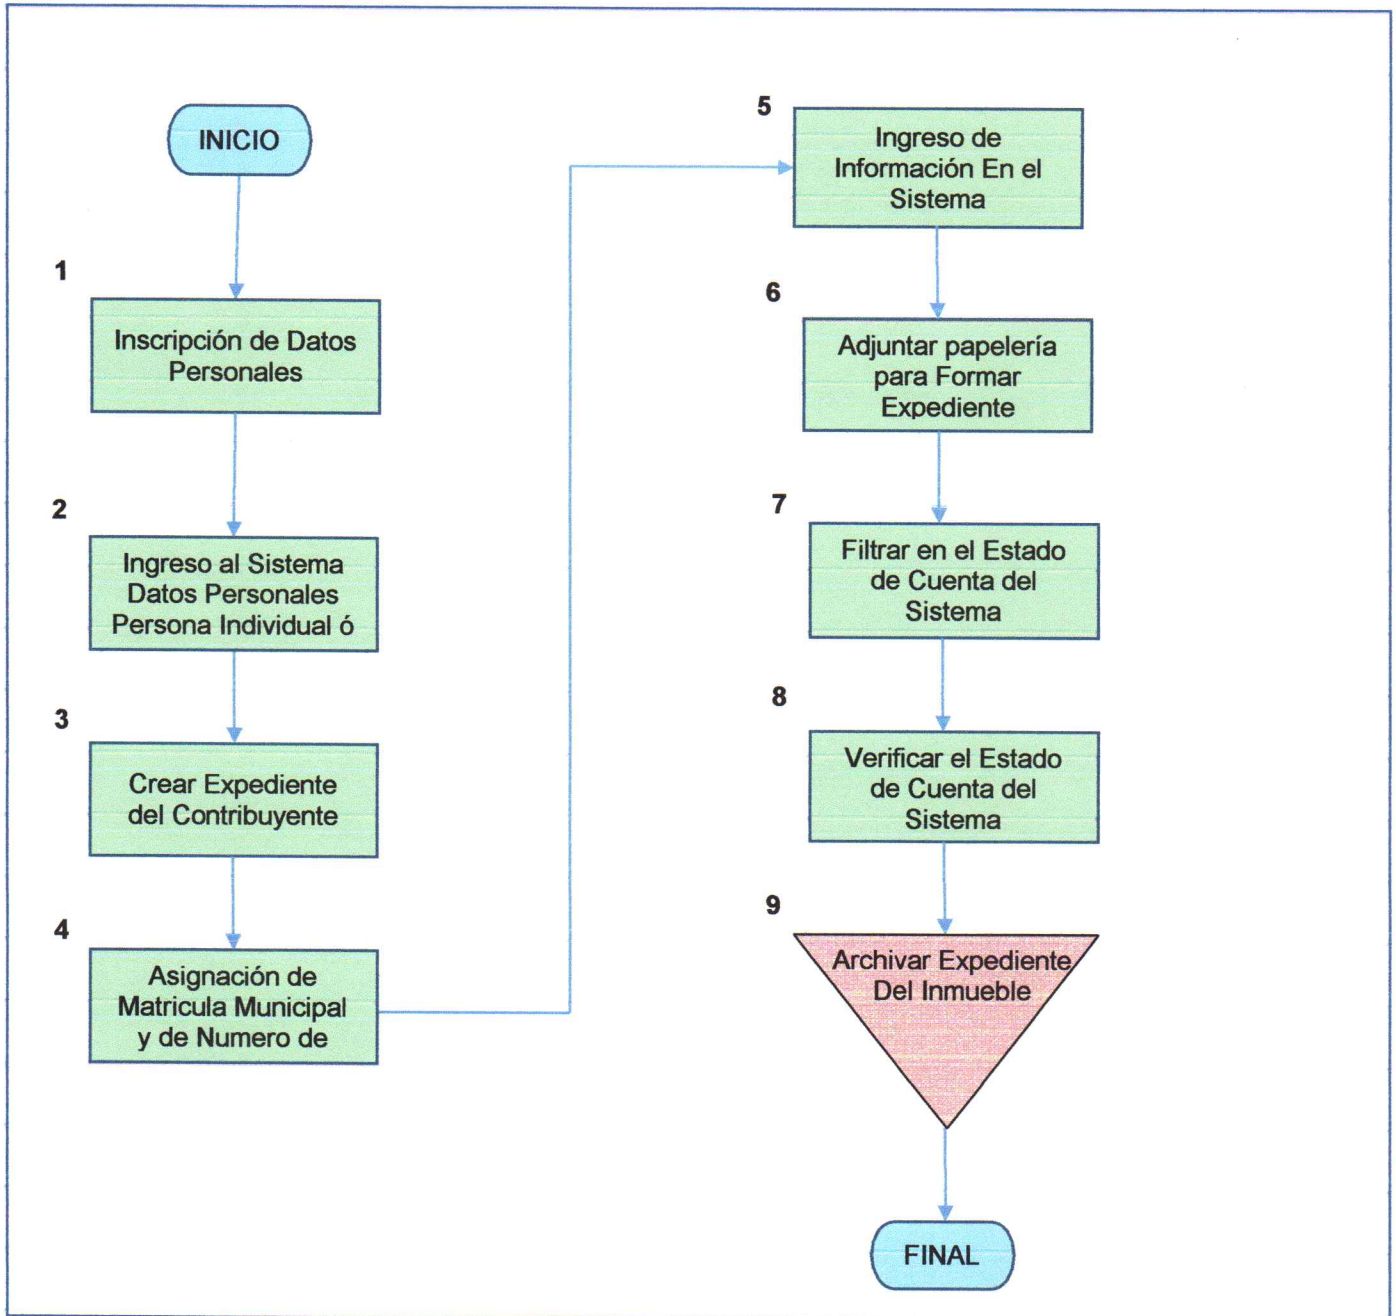 INICIO
1
Inscripción de Datos
Personales
2
Ingreso al Sistema
Datos Personales
Persona Individual ó
3
Crear Expediente
del Contribuyente
4
Asignación de
Matricula Municipal
y de Numero de
5
Ingreso de
Información En el
Sistema
6
Adjuntar papelería
para Formar
Expediente
7
Filtrar en el Estado
de Cuenta del
Sistema
8
Verificar el Estado
de Cuenta del
Sistema
9
Archivar Expediente
Del Inmueble
FINAL